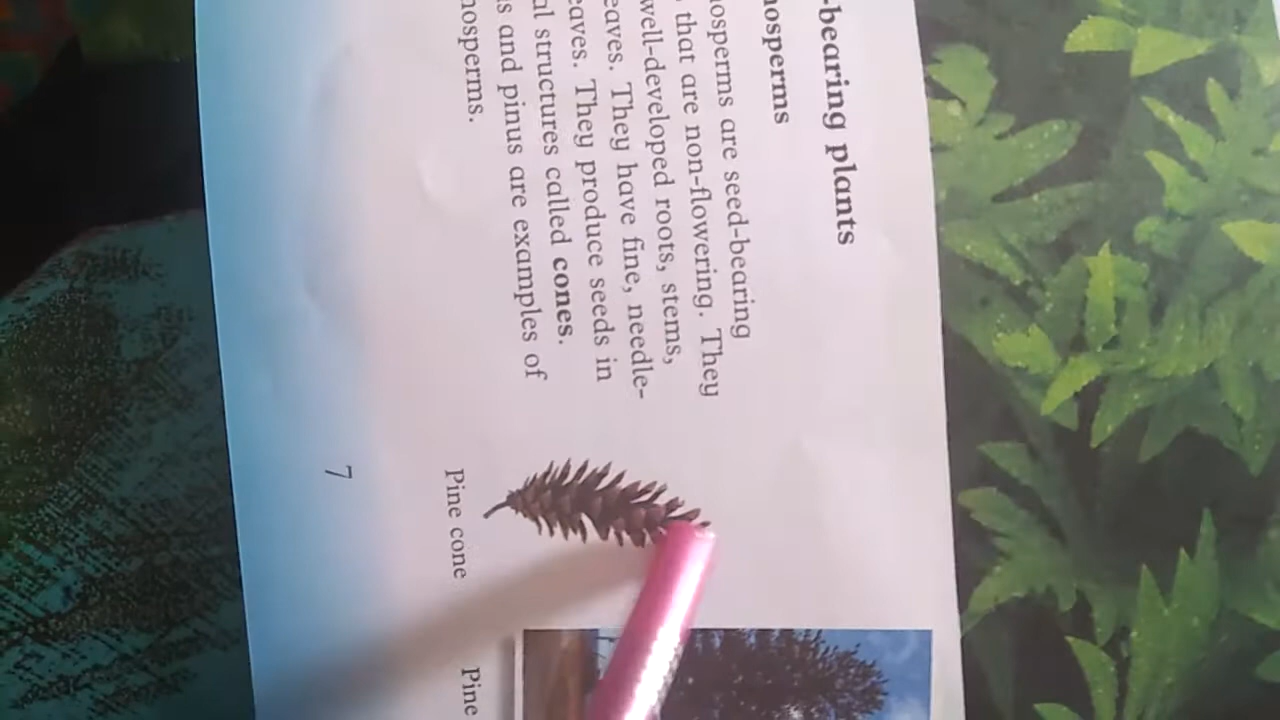 -bearing plants
nosperms
nosperms are seed-bearing
, that are non-flowering. They
well-developed roots, stems,
eaves. They have fine, needle-
eaves. They produce seeds in
al structures called cones.
s and pinus are examples of
nosperms.
Pine cone
Pine
7